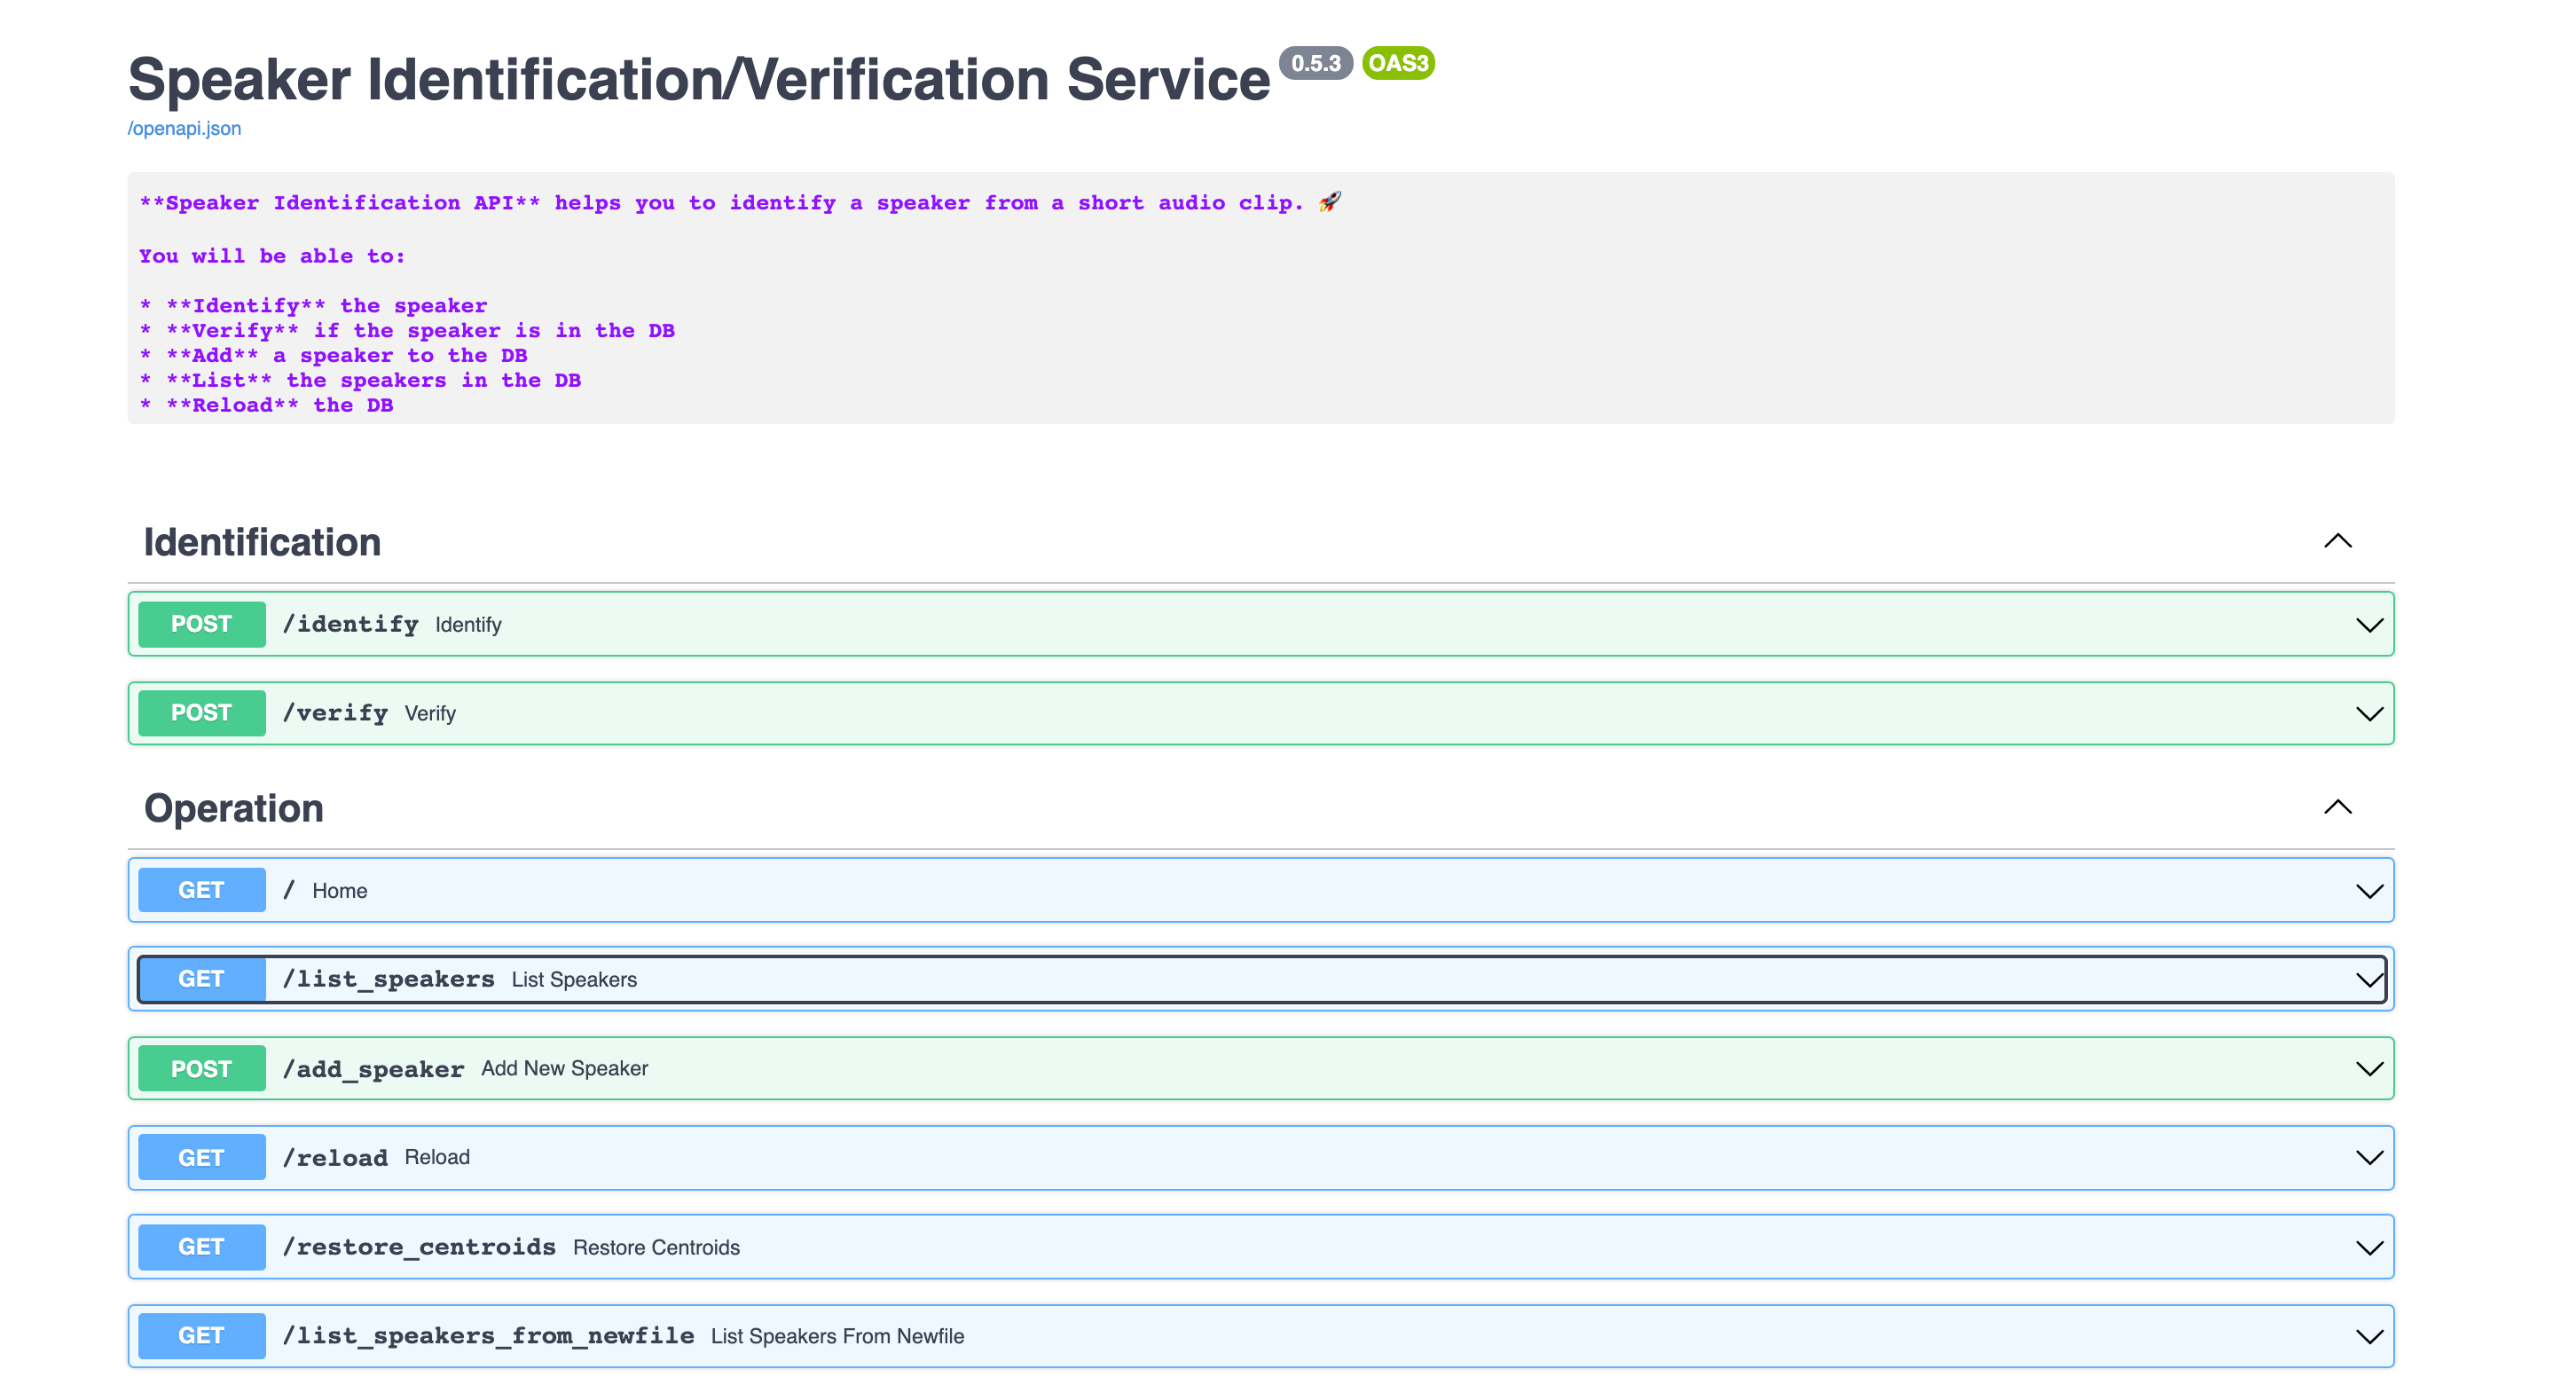 Speaker Identification/Verification Service 0.5.3 OAS3
/openapi.json
**Speaker Identification API** helps you to identify a speaker from a short audio clip. 🚀
You will be able to:
* **Identify** the speaker
* **Verify** if the speaker is in the DB
* **Add** a speaker to the DB
* **List** the speakers in the DB
* **Reload** the DB
Identification
POST /identify Identify
POST /verify Verify
Operation
GET / Home
GET /list_speakers List Speakers
POST /add_speaker Add New Speaker
GET /reload Reload
GET /restore_centroids Restore Centroids
GET /list_speakers_from_newfile List Speakers From Newfile